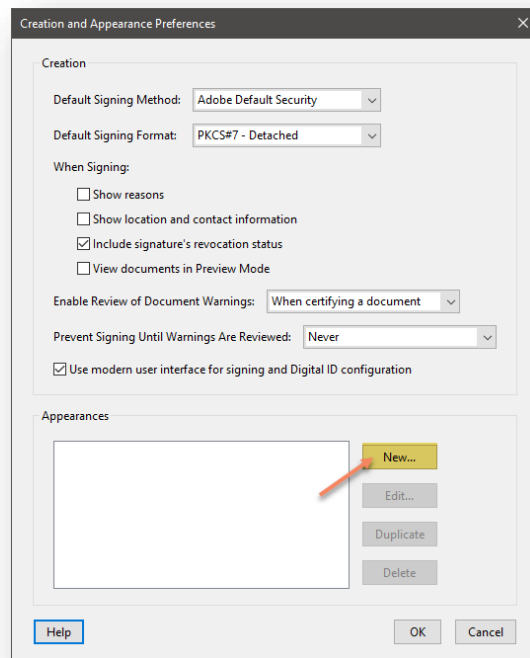 Creation and Appearance Preferences
Creation
Default Signing Method: Adobe Default Security
Default Signing Format: PKCS#7 - Detached
When Signing:
Show reasons
Show location and contact information
Include signature's revocation status
View documents in Preview Mode
Enable Review of Document Warnings: When certifying a document
Prevent Signing Until Warnings Are Reviewed: Never
Use modern user interface for signing and Digital ID configuration
Appearances
New...
Edit...
Duplicate
Delete
Help OK Cancel